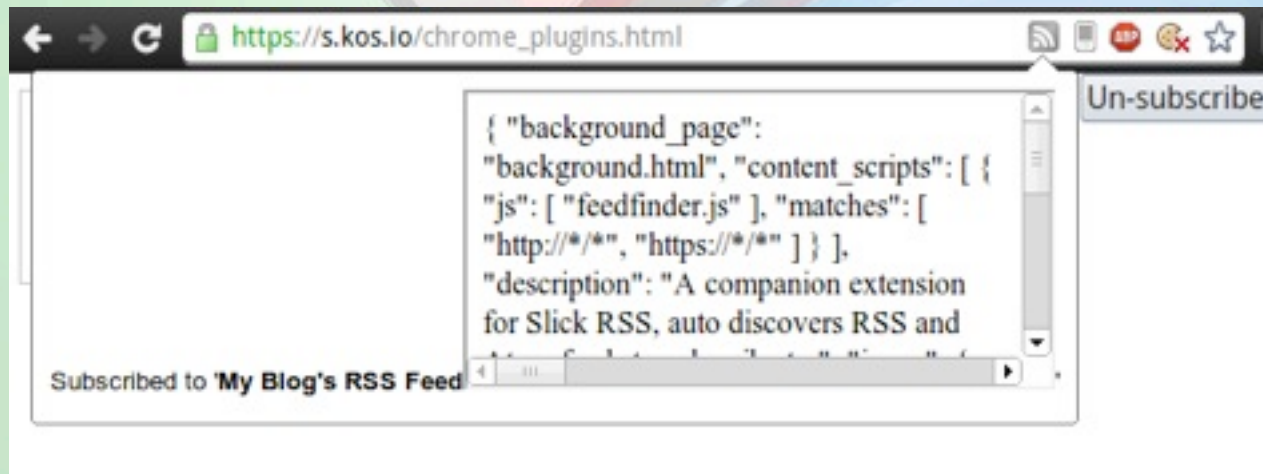 https://s.kos.io/chrome_plugins.html
ABP
Un-subscribe
{ "background_page":
"background.html", "content_scripts": [ {
"js": [ "feedfinder.js" ], "matches": [
"http://*/*", "https://*/*" ] } ],
"description": "A companion extension
for Slick RSS, auto discovers RSS and
Subscribed to 'My Blog's RSS Feed '